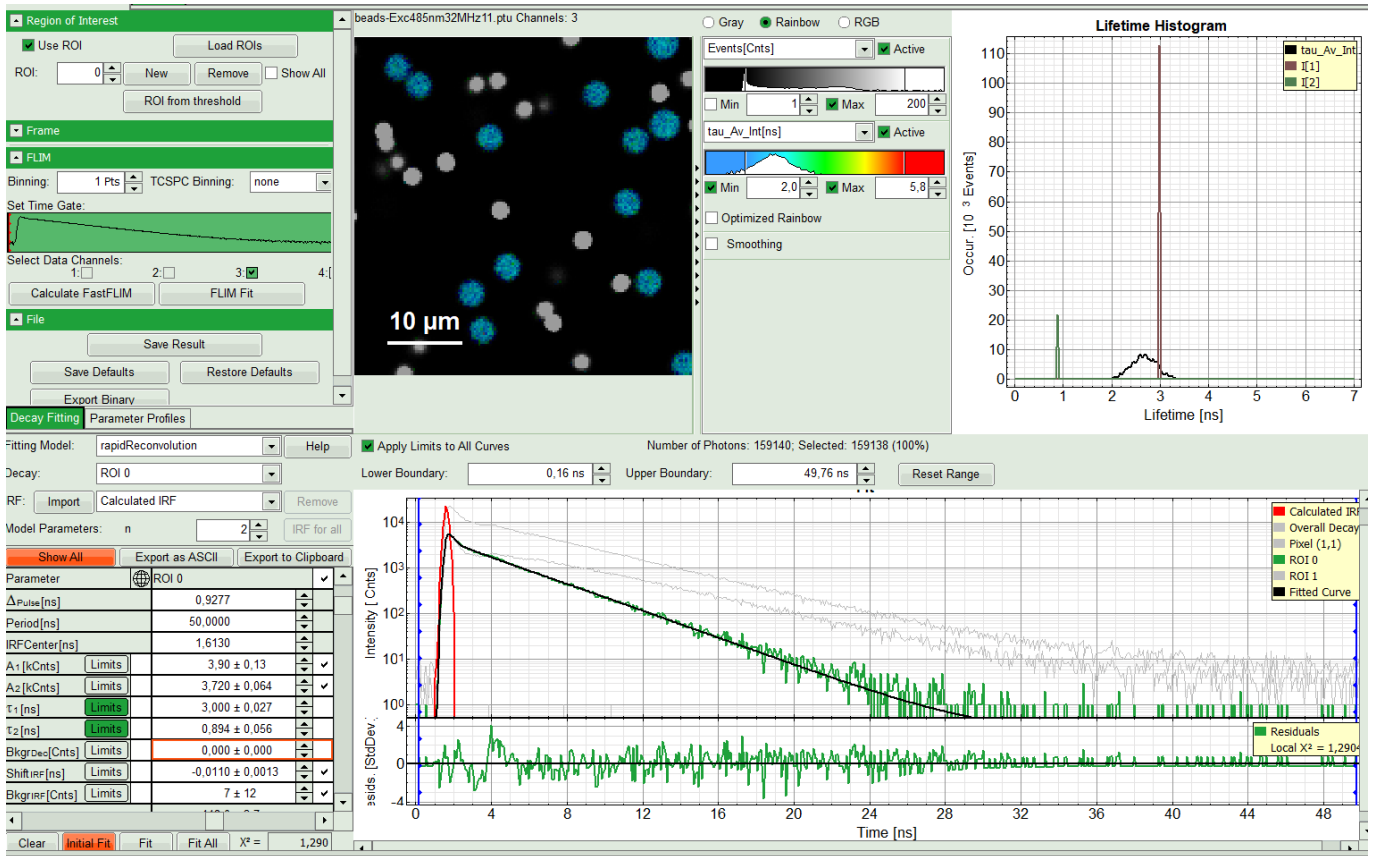 Region of Interest
Use ROI
Load ROIs
ROI:
0
New
Remove
Show All
ROI from threshold
Frame
FLIM
Binning:
1 Pts
TCSPC Binning:
none
Set Time Gate:
Select Data Channels:
1:
2:
3:
4:
Calculate FastFLIM
FLIM Fit
File
Save Result
Save Defaults
Restore Defaults
Export Binary
beads-Exc485nm32MHz11.ptu Channels: 3
10 µm
Gray
Rainbow
RGB
Events[Cnts]
Active
Min
1
Max
200
tau_Av_Int[ns]
Active
Min
2,0
Max
5,8
Optimized Rainbow
Smoothing
Lifetime Histogram
tau_Av_Int
I[1]
I[2]
Occur. [10 3 Events]
110
100
90
80
70
60
50
40
30
20
10
0
0 1 2 3 4 5 6 7
Lifetime [ns]
Decay Fitting
Parameter Profiles
Fitting Model:
rapidReconvolution
Help
Decay:
ROI 0
IRF:
Import
Calculated IRF
Remove
Model Parameters:
n
2
IRF for all
Show All
Export as ASCII
Export to Clipboard
Parameter
ROI 0
ΔPulse[ns]
0,9277
Period[ns]
50,0000
IRFCenter[ns]
1,6130
A1[kCnts]
Limits
3,90 ± 0,13
A2[kCnts]
Limits
3,720 ± 0,064
τ1[ns]
Limits
3,000 ± 0,027
τ2[ns]
Limits
0,894 ± 0,056
BkgrDec[Cnts]
Limits
0,000 ± 0,000
ShiftIRF[ns]
Limits
-0,0110 ± 0,0013
BkgrIRF[Cnts]
Limits
7 ± 12
Clear
Initial Fit
Fit
Fit All
X² =
1,290
Apply Limits to All Curves
Number of Photons: 159140; Selected: 159138 (100%)
Lower Boundary:
0,16 ns
Upper Boundary:
49,76 ns
Reset Range
Calculated IRF
Overall Decay
Pixel (1,1)
ROI 0
ROI 1
Fitted Curve
Intensity [ Cnts]
10⁴
10³
10²
10¹
10⁰
Residuals
Local X² = 1,2904
esids. [StdDev.
4
0
-4
0 4 8 12 16 20 24 28 32 36 40 44 48
Time [ns]